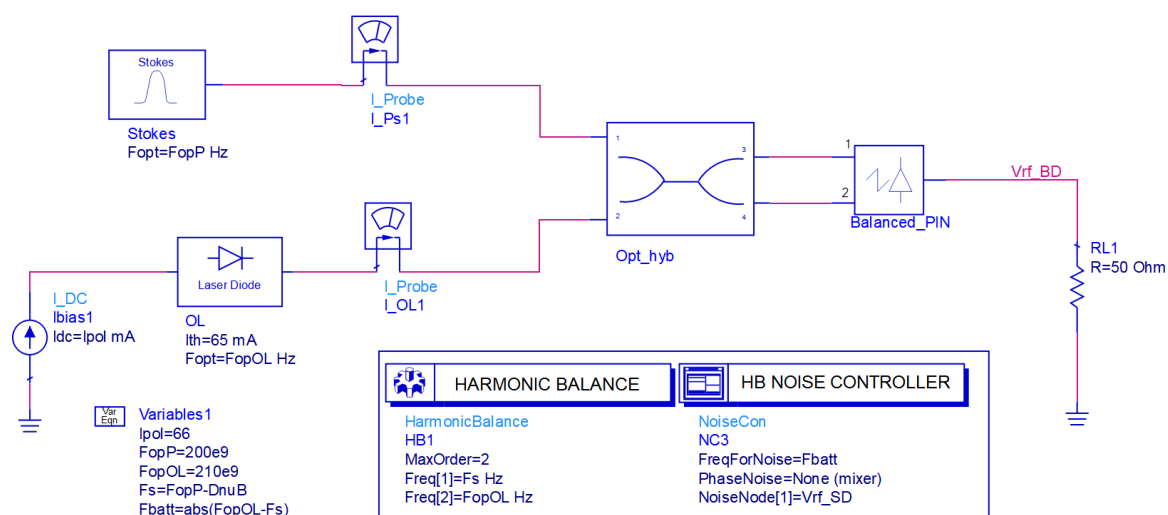 Stokes
Stokes
Fopt=FopP Hz
I_Probe
I_Ps1
1
2
3
4
Opt_hyb
1
2
Balanced_PIN
Vrf_BD
RL1
R=50 Ohm
I_DC
Ibias1
Idc=Ipol mA
Laser Diode
OL
Ith=65 mA
Fopt=FopOL Hz
I_Probe
I_OL1
Var
Eqn
Variables1
Ipol=66
FopP=200e9
FopOL=210e9
Fs=FopP-DnuB
Fbatt=abs(FopOL-Fs)
HARMONIC BALANCE
HarmonicBalance
HB1
MaxOrder=2
Freq[1]=Fs Hz
Freq[2]=FopOL Hz
HB NOISE CONTROLLER
NoiseCon
NC3
FreqForNoise=Fbatt
PhaseNoise=None (mixer)
NoiseNode[1]=Vrf_SD